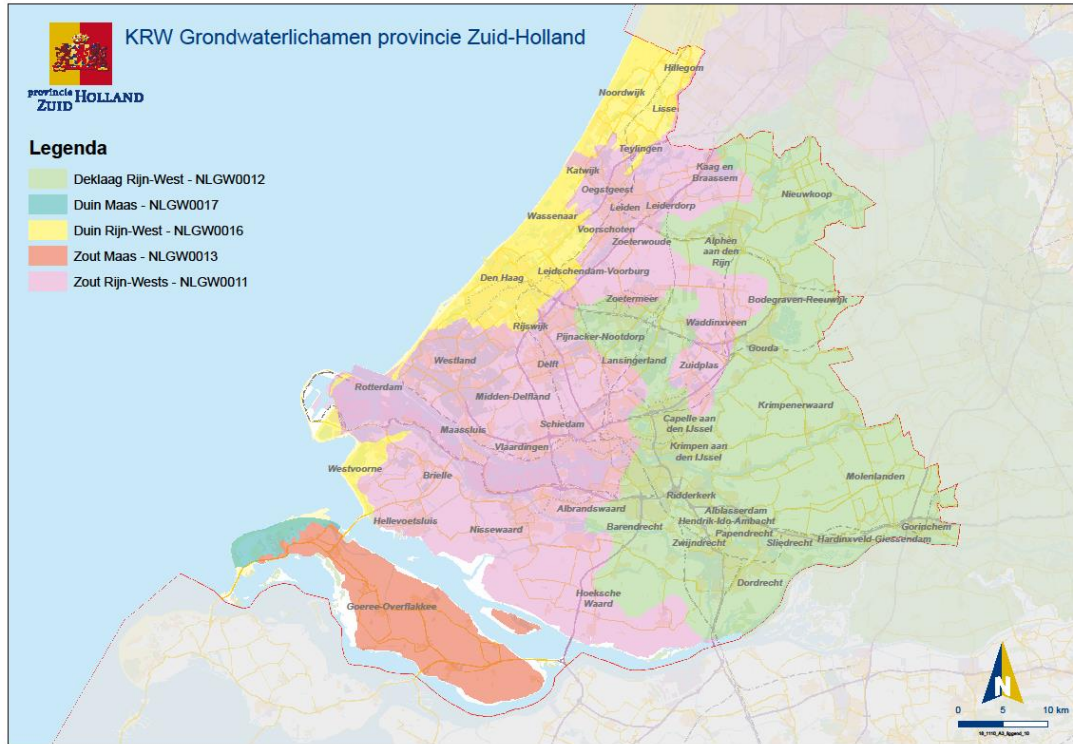 KRW Grondwaterlichamen provincie Zuid-Holland
provincie
ZUID HOLLAND
Legenda
Deklaag Rijn-West - NLGW0012
Duin Maas - NLGW0017
Duin Rijn-West - NLGW0016
Zout Maas - NLGW0013
Zout Rijn-Wests - NLGW0011
Hillegom
Noordwijk
Lisse
Teylingen
Katwijk
Kaag en
Braassem
Oegstgeest
Nieuwkoop
Leiden
Leiderdorp
Wassenaar
Voorschoten
Zoeterwoude
Alphen
aan den
Rijn
Den Haag
Leidschendam-Voorburg
Zoetermeer
Bodegraven-Reeuwijk
Rijswijk
Waddinxveen
Pijnacker-Nootdorp
Gouda
Westland
Delft
Lansingerland
Zuidplas
Rotterdam
Midden-Delfland
Krimpenerwaard
Maassluis
Schiedam
Capelle aan
den IJssel
Vlaardingen
Krimpen aan
den IJssel
Westvoorne
Brielle
Molenlanden
Ridderkerk
Albrandswaard
Alblasserdam
Hellevoetsluis
Nissewaard
Barendrecht
Hendrik-Ido-Ambacht
Gorinchem
Papendrecht
Zwijndrecht
Sliedrecht
Hardinxveld-Giessendam
Dordrecht
Hoeksche
Waard
Goeree-Overflakkee
N
0 5 10 km